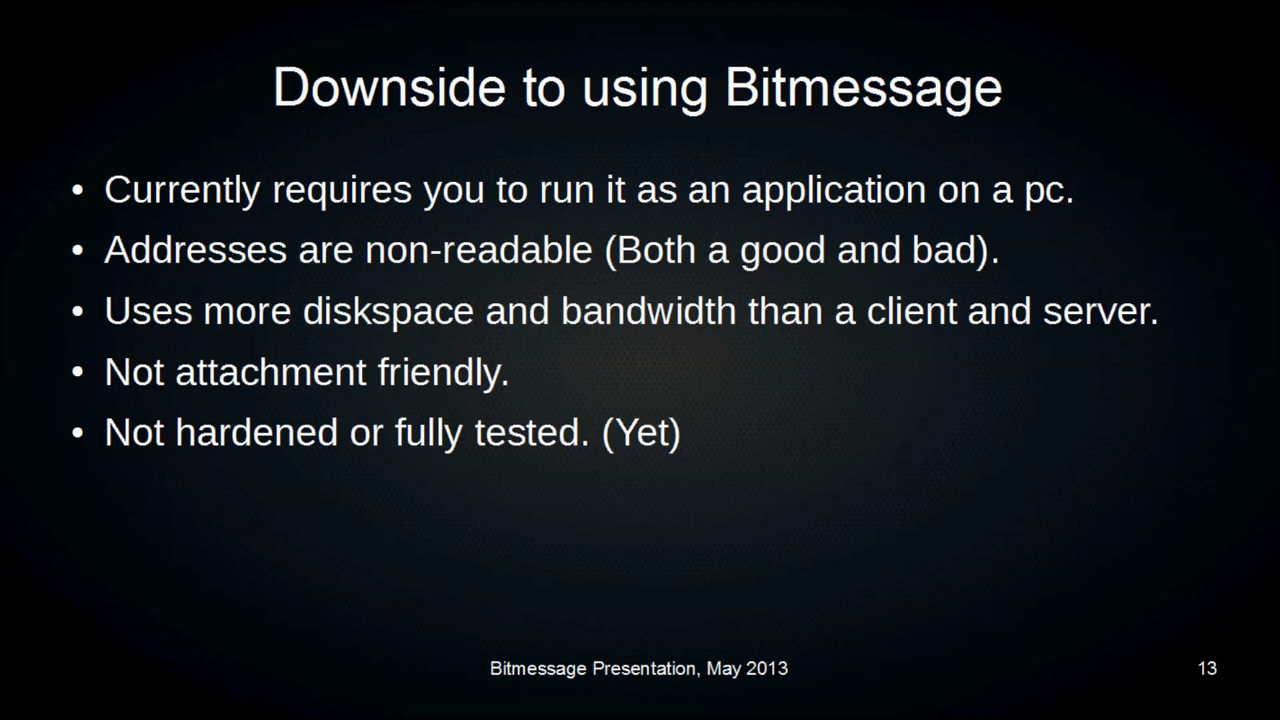 Downside to using Bitmessage
• Currently requires you to run it as an application on a pc.
• Addresses are non-readable (Both a good and bad).
• Uses more diskspace and bandwidth than a client and server.
• Not attachment friendly.
• Not hardened or fully tested. (Yet)
Bitmessage Presentation, May 2013
13